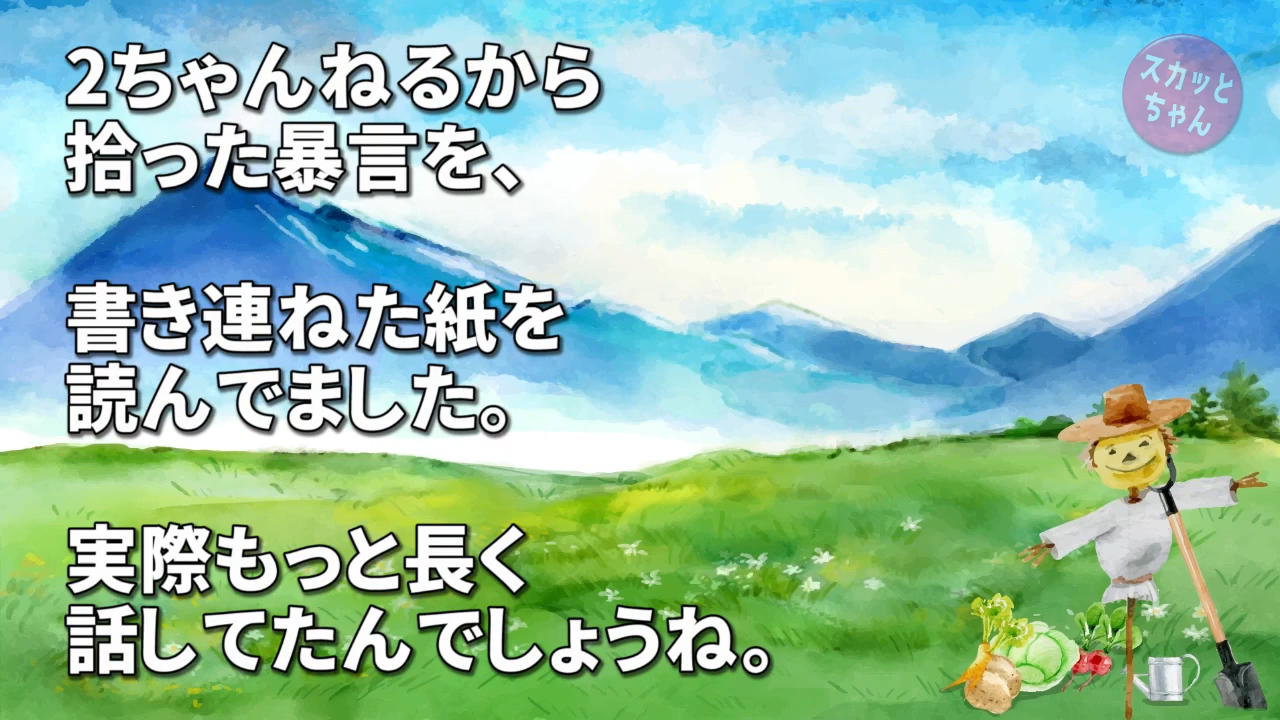 2ちゃんねるから
拾った暴言を、
書き連ねた紙を
読んでました。
実際もっと長く
話してたんでしょうね。
スカッと
ちゃん